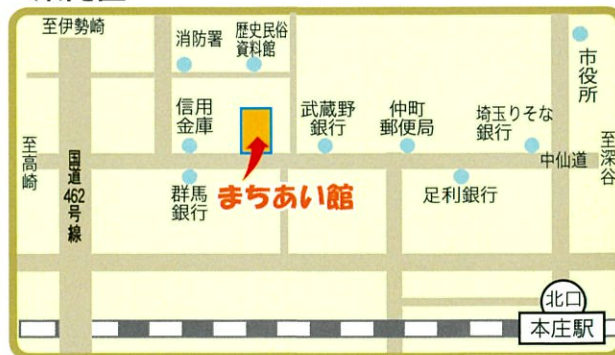 至伊勢崎
消防署
歴史民俗
資料館
市役所
信用
金庫
武蔵野
銀行
仲町
郵便局
埼玉りそな
銀行
至高崎
国道462号線
中仙道
至深谷
群馬
銀行
まちあい館
足利銀行
北口
本庄駅